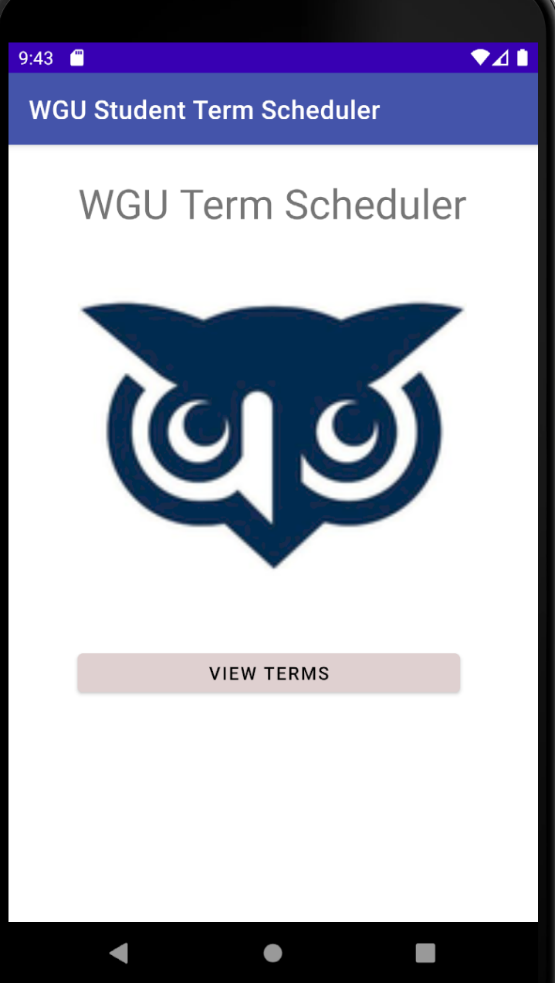 9:43
WGU Student Term Scheduler
WGU Term Scheduler
VIEW TERMS